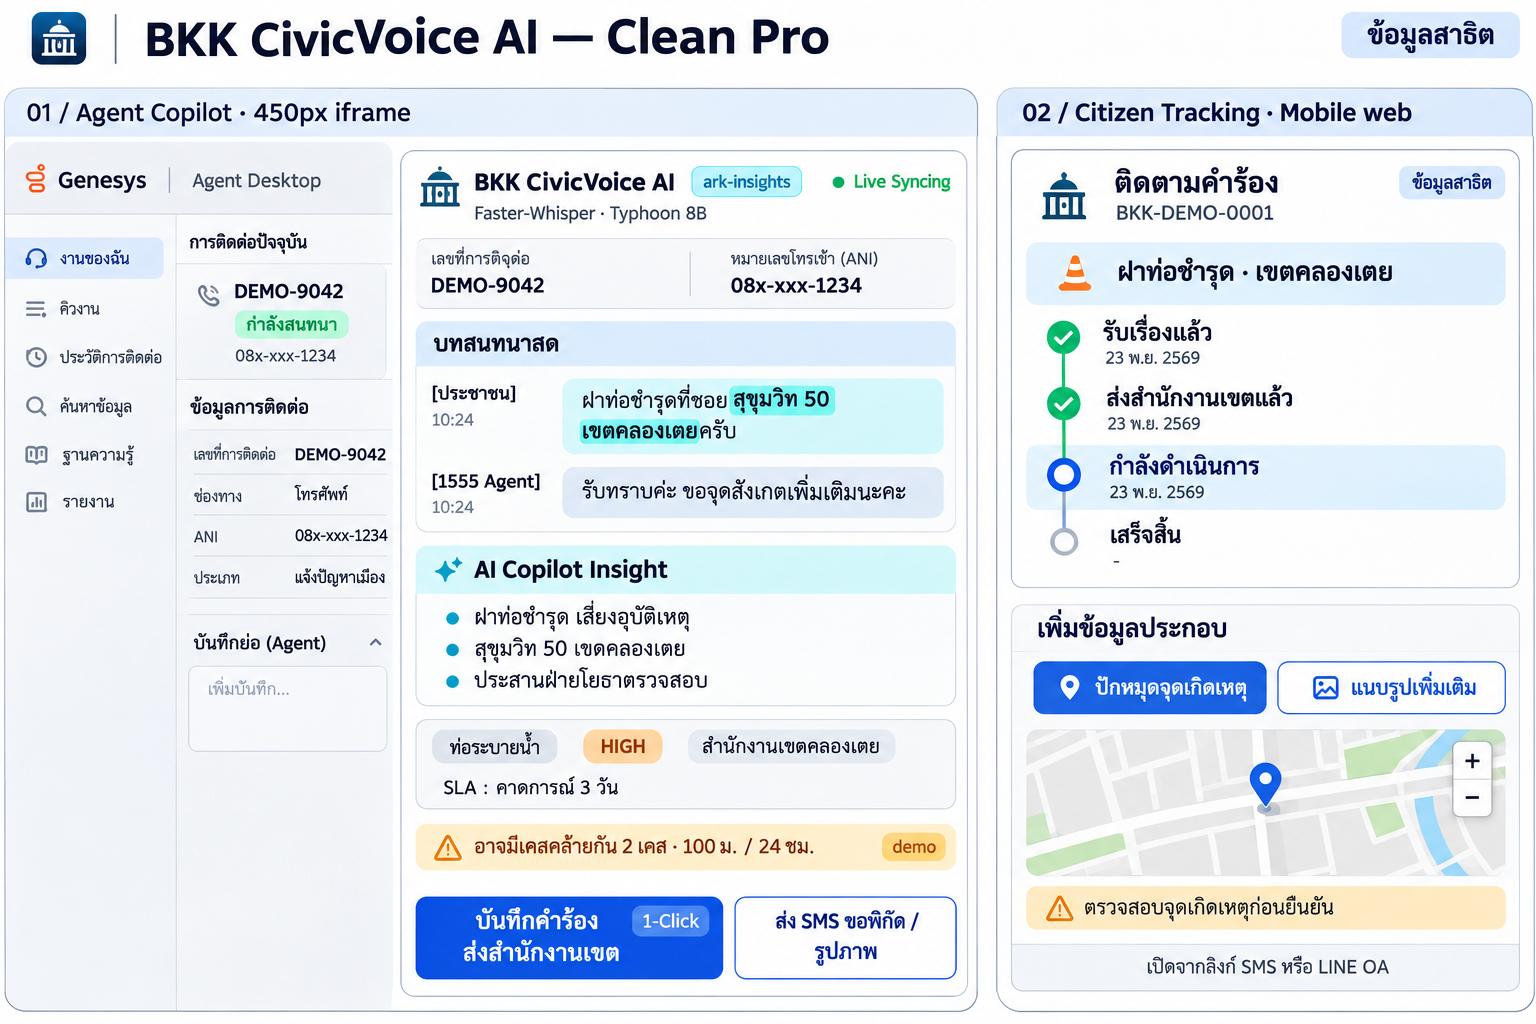 BKK CivicVoice AI — Clean Pro
ข้อมูลสาธิต
01 / Agent Copilot · 450px iframe
Genesys
Agent Desktop
งานของฉัน
คิวงาน
ประวัติการติดต่อ
ค้นหาข้อมูล
ฐานความรู้
รายงาน
การติดต่อปัจจุบัน
DEMO-9042
กำลังสนทนา
08x-xxx-1234
ข้อมูลการติดต่อ
เลขที่การติดต่อ DEMO-9042
ช่องทาง โทรศัพท์
ANI 08x-xxx-1234
ประเภท แจ้งปัญหาเมือง
บันทึกย่อ (Agent)
เพิ่มบันทึก...
BKK CivicVoice AI
ark-insights
Live Syncing
Faster-Whisper · Typhoon 8B
เลขที่การติจุด่อ
DEMO-9042
หมายเลขโทรเข้า (ANI)
08x-xxx-1234
บทสนทนาสด
[ประชาชน]
10:24
ฝาท่อชำรุดที่ซอย สุขุมวิท 50
เขตคลองเตยครับ
[1555 Agent]
10:24
รับทราบค่ะ ขอจุดสังเกตเพิ่มเติมนะคะ
AI Copilot Insight
ฝาท่อชำรุด เสี่ยงอุบัติเหตุ
สุขุมวิท 50 เขตคลองเตย
ประสานฝ่ายโยธาตรวจสอบ
ท่อระบายน้ำ
HIGH
สำนักงานเขตคลองเตย
SLA : คาดการณ์ 3 วัน
อาจมีเคสคล้ายกัน 2 เคส · 100 ม. / 24 ชม.
demo
บันทึกคำร้อง
ส่งสำนักงานเขต
1-Click
ส่ง SMS ขอพิกัด /
รูปภาพ
02 / Citizen Tracking · Mobile web
ติดตามคำร้อง
BKK-DEMO-0001
ข้อมูลสาธิต
ฝาท่อชำรุด · เขตคลองเตย
รับเรื่องแล้ว
23 พ.ย. 2569
ส่งสำนักงานเขตแล้ว
23 พ.ย. 2569
กำลังดำเนินการ
23 พ.ย. 2569
เสร็จสิ้น
-
เพิ่มข้อมูลประกอบ
ปักหมุดจุดเกิดเหตุ
แนบรูปเพิ่มเติม
+
−
ตรวจสอบจุดเกิดเหตุก่อนยืนยัน
เปิดจากลิงก์ SMS หรือ LINE OA